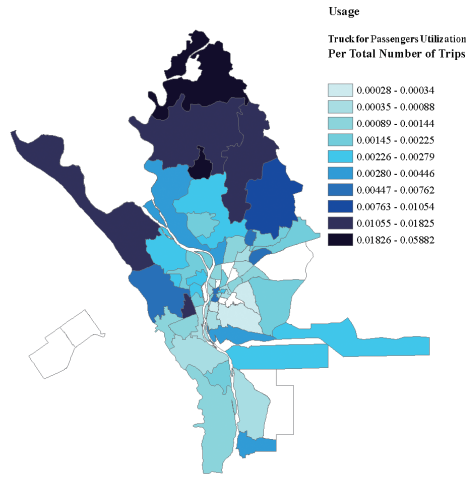 Usage
Truck for Passengers Utilization
Per Total Number of Trips
0.00028 - 0.00034
0.00035 - 0.00088
0.00089 - 0.00144
0.00145 - 0.00225
0.00226 - 0.00279
0.00280 - 0.00446
0.00447 - 0.00762
0.00763 - 0.01054
0.01055 - 0.01825
0.01826 - 0.05882